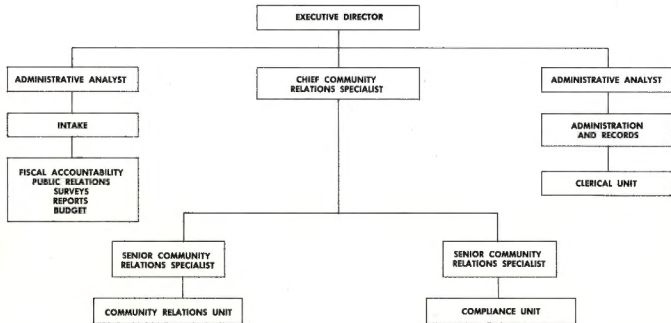 EXECUTIVE DIRECTOR
ADMINISTRATIVE ANALYST
CHIEF COMMUNITY
RELATIONS SPECIALIST
ADMINISTRATIVE ANALYST
INTAKE
ADMINISTRATION
AND RECORDS
FISCAL ACCOUNTABILITY
PUBLIC RELATIONS
SURVEYS
REPORTS
BUDGET
CLERICAL UNIT
SENIOR COMMUNITY
RELATIONS SPECIALIST
SENIOR COMMUNITY
RELATIONS SPECIALIST
COMMUNITY RELATIONS UNIT
COMPLIANCE UNIT